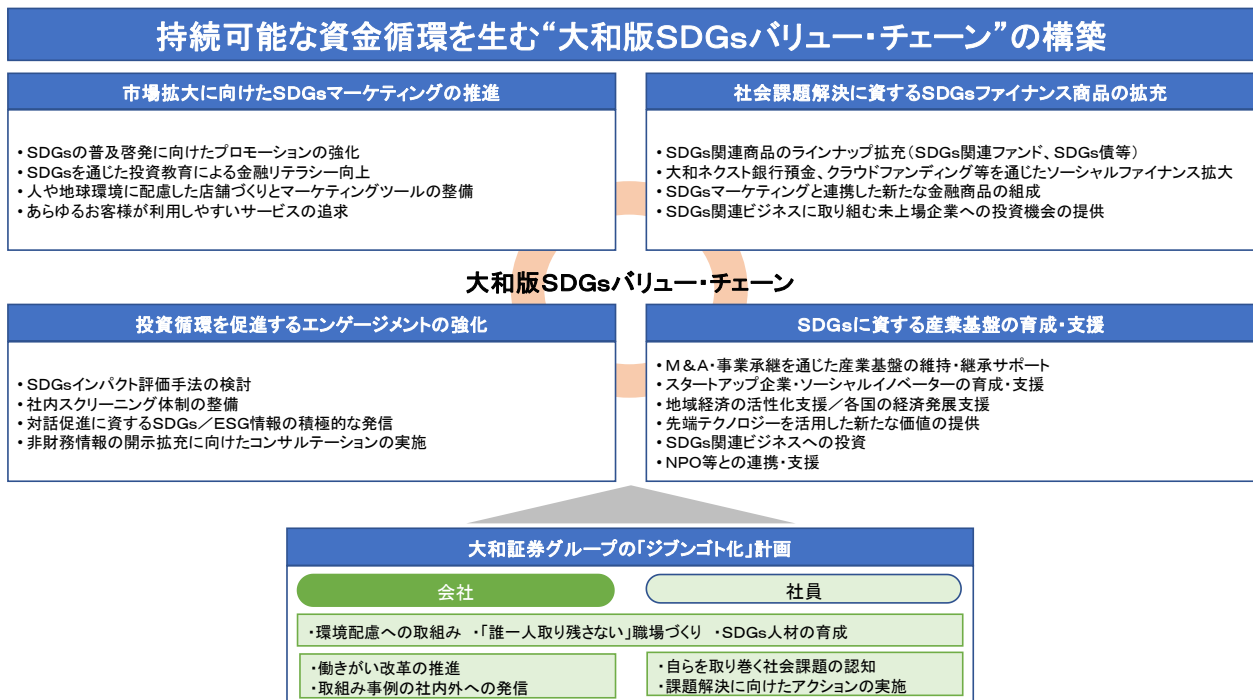 持続可能な資金循環を生む“大和版SDGsバリュー・チェーン”の構築
市場拡大に向けたSDGsマーケティングの推進
・SDGsの普及啓発に向けたプロモーションの強化
・SDGsを通じた投資教育による金融リテラシー向上
・人や地球環境に配慮した店舗づくりとマーケティングツールの整備
・あらゆるお客様が利用しやすいサービスの追求
社会課題解決に資するSDGsファイナンス商品の拡充
・SDGs関連商品のラインナップ拡充（SDGs関連ファンド、SDGs債等）
・大和ネクスト銀行預金、クラウドファンディング等を通じたソーシャルファイナンス拡大
・SDGsマーケティングと連携した新たな金融商品の組成
・SDGs関連ビジネスに取り組む未上場企業への投資機会の提供
大和版SDGsバリュー・チェーン
投資循環を促進するエンゲージメントの強化
・SDGsインパクト評価手法の検討
・社内スクリーニング体制の整備
・対話促進に資するSDGs／ESG情報の積極的な発信
・非財務情報の開示拡充に向けたコンサルテーションの実施
SDGsに資する産業基盤の育成・支援
・M＆A・事業承継を通じた産業基盤の維持・継承サポート
・スタートアップ企業・ソーシャルイノベーターの育成・支援
・地域経済の活性化支援／各国の経済発展支援
・先端テクノロジーを活用した新たな価値の提供
・SDGs関連ビジネスへの投資
・NPO等との連携・支援
大和証券グループの「ジブンゴト化」計画
会社
社員
・環境配慮への取組み ・「誰一人取り残さない」職場づくり ・SDGs人材の育成
・働きがい改革の推進
・取組み事例の社内外への発信
・自らを取り巻く社会課題の認知
・課題解決に向けたアクションの実施